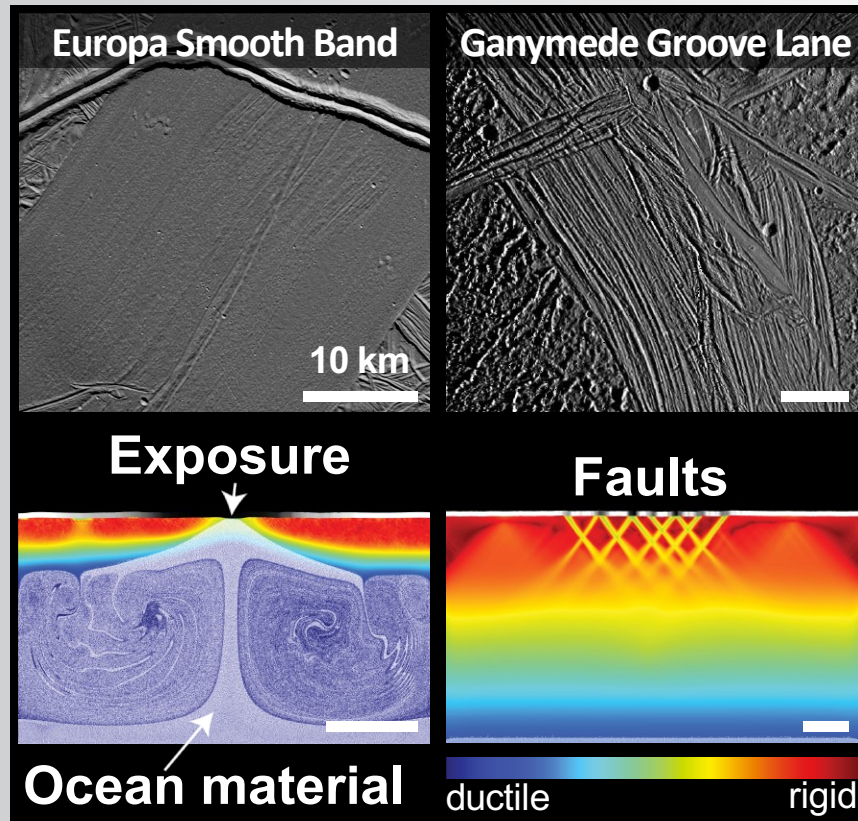 Europa Smooth Band
Ganymede Groove Lane
10 km
Exposure
Faults
Ocean material
ductile
rigid